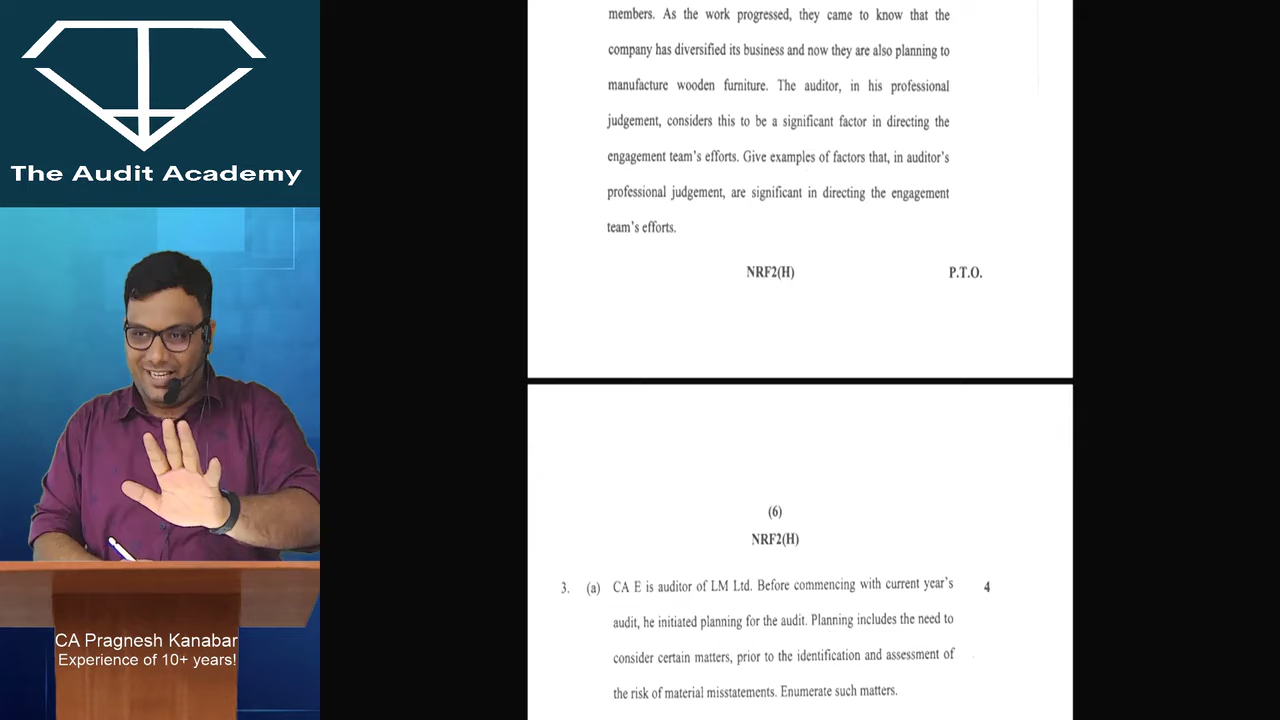 The Audit Academy
CA Pragnesh Kanabar
Experience of 10+ years!
members. As the work progressed, they came to know that the
company has diversified its business and now they are also planning to
manufacture wooden furniture. The auditor, in his professional
judgement, considers this to be a significant factor in directing the
engagement team's efforts. Give examples of factors that, in auditor's
professional judgement, are significant in directing the engagement
team's efforts.
NRF2(H) P.T.O.
(6)
NRF2(H)
3. (a) CA E is auditor of LM Ltd. Before commencing with current year's 4
audit, he initiated planning for the audit. Planning includes the need to
consider certain matters, prior to the identification and assessment of
the risk of material misstatements. Enumerate such matters.